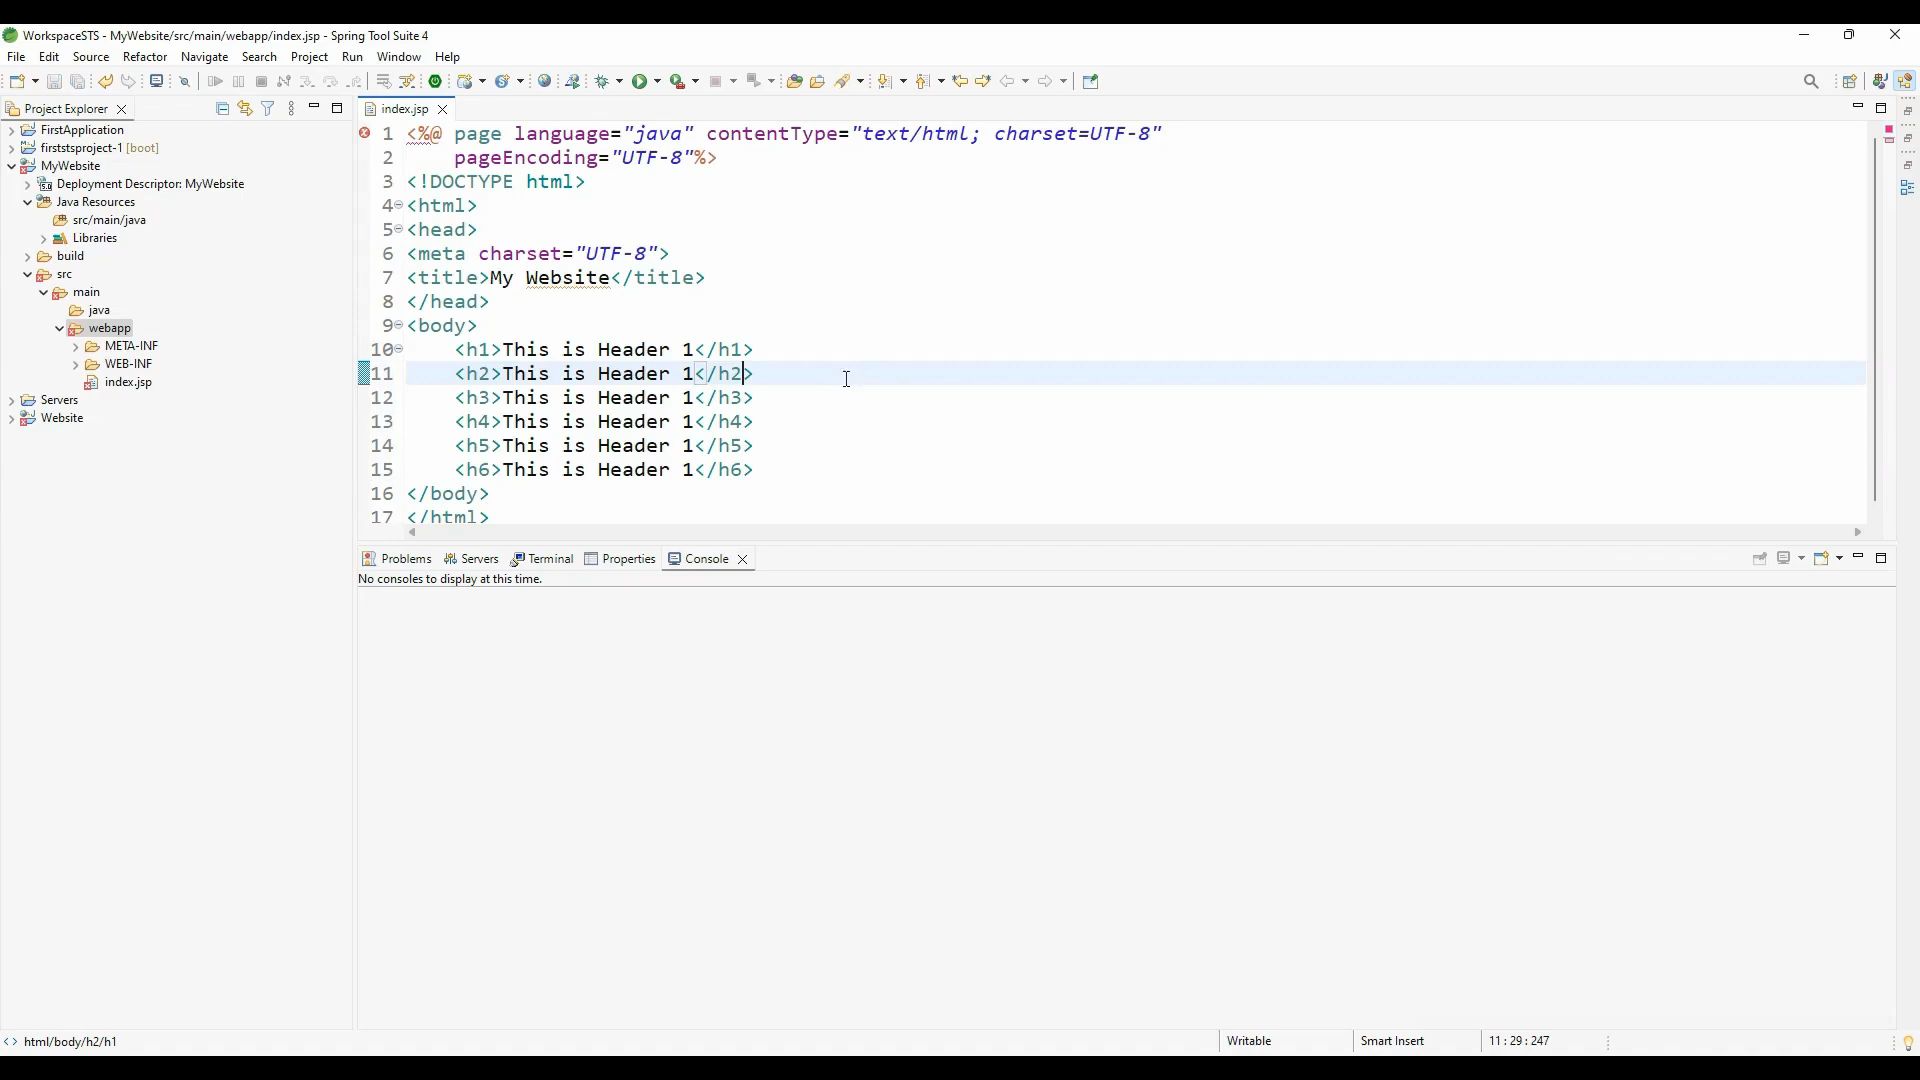 WorkspaceSTS - MyWebsite/src/main/webapp/index.jsp - Spring Tool Suite 4
File Edit Source Refactor Navigate Search Project Run Window Help
Project Explorer
FirstApplication
firststsproject-1 [boot]
MyWebsite
Deployment Descriptor: MyWebsite
Java Resources
src/main/java
Libraries
build
src
main
java
webapp
META-INF
WEB-INF
index.jsp
Servers
Website
index.jsp
1 <%@ page language="java" contentType="text/html; charset=UTF-8"
2 pageEncoding="UTF-8"%>
3 <!DOCTYPE html>
4 <html>
5 <head>
6 <meta charset="UTF-8">
7 <title>My Website</title>
8 </head>
9 <body>
10 <h1>This is Header 1</h1>
11 <h2>This is Header 1</h2>
12 <h3>This is Header 1</h3>
13 <h4>This is Header 1</h4>
14 <h5>This is Header 1</h5>
15 <h6>This is Header 1</h6>
16 </body>
17 </html>
Problems Servers Terminal Properties Console
No consoles to display at this time.
html/body/h2/h1 Writable Smart Insert 11 : 29 : 247